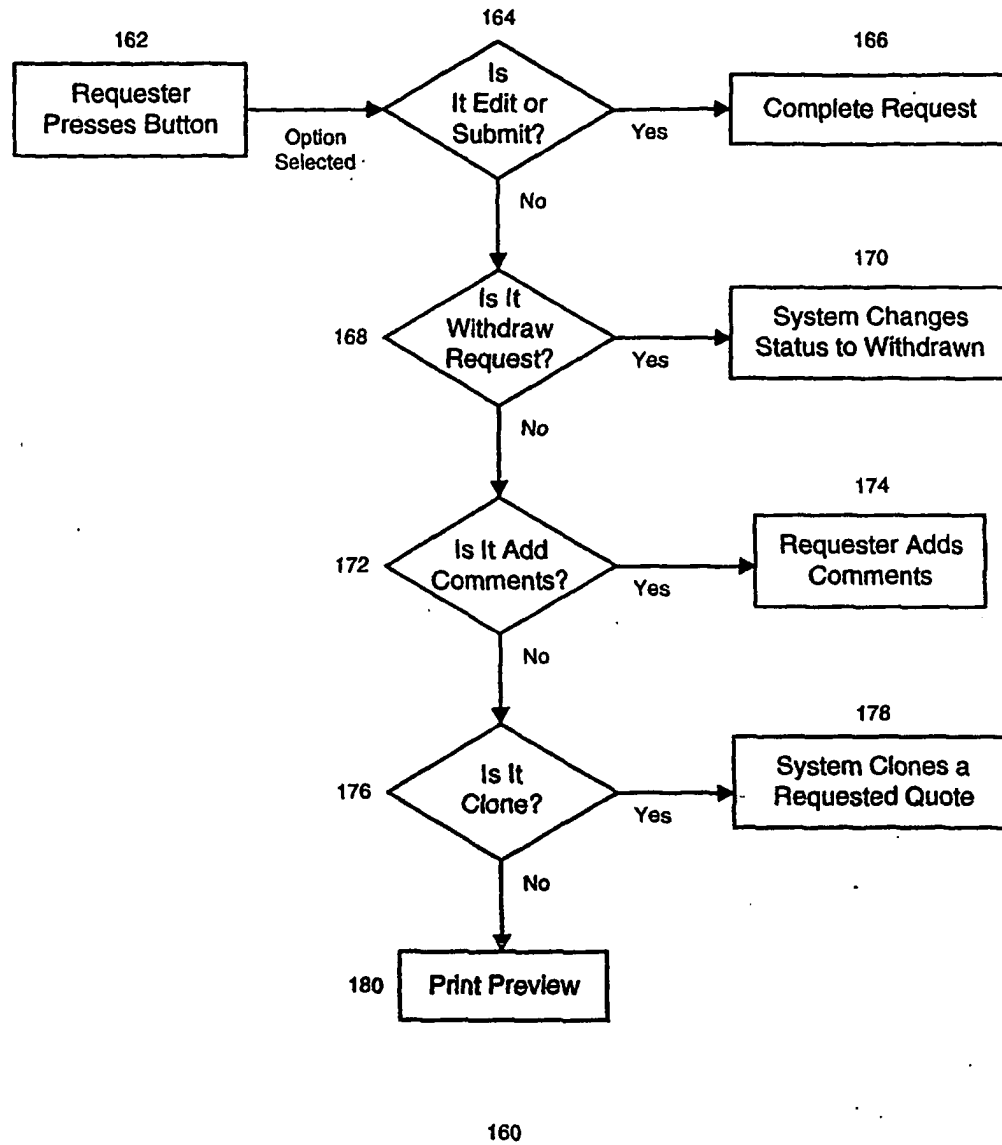 162
Requester
Presses Button
Option
Selected
164
Is
It Edit or
Submit?
Yes
166
Complete Request
No
168
Is It
Withdraw
Request?
Yes
170
System Changes
Status to Withdrawn
No
172
Is It Add
Comments?
Yes
174
Requester Adds
Comments
No
176
Is It
Clone?
Yes
178
System Clones a
Requested Quote
No
180
Print Preview
160